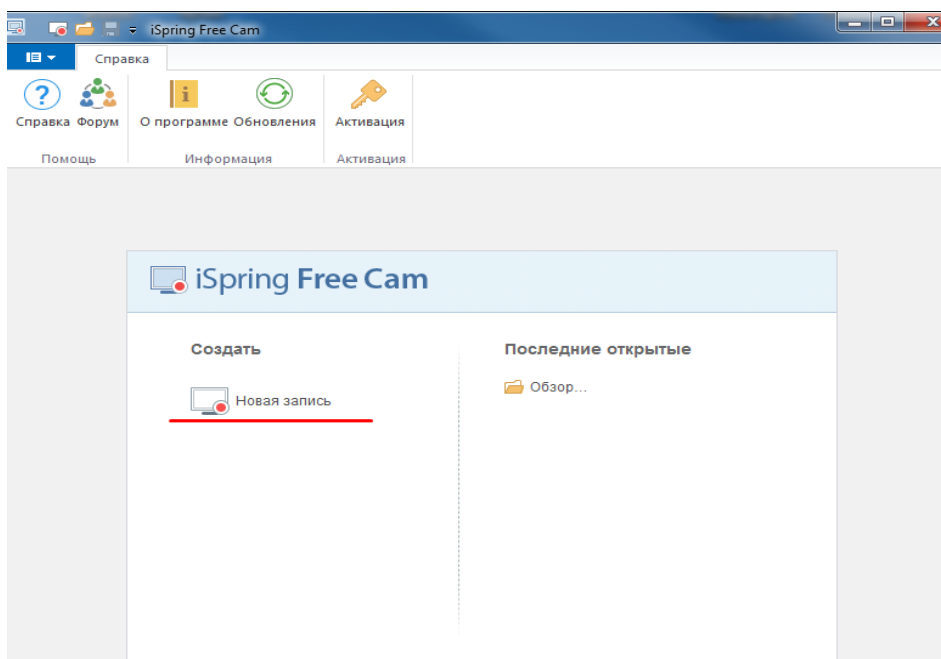 iSpring Free Cam
Справка
Справка Форум О программе Обновления Активация
Помощь Информация Активация
iSpring Free Cam
Создать
Новая запись
Последние открытые
Обзор...